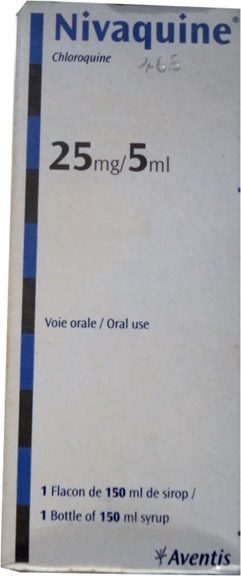 Nivaquine®
Chloroquine
25mg/5ml
Voie orale / Oral use
1 Flacon de 150 ml de sirop /
1 Bottle of 150 ml syrup
Aventis